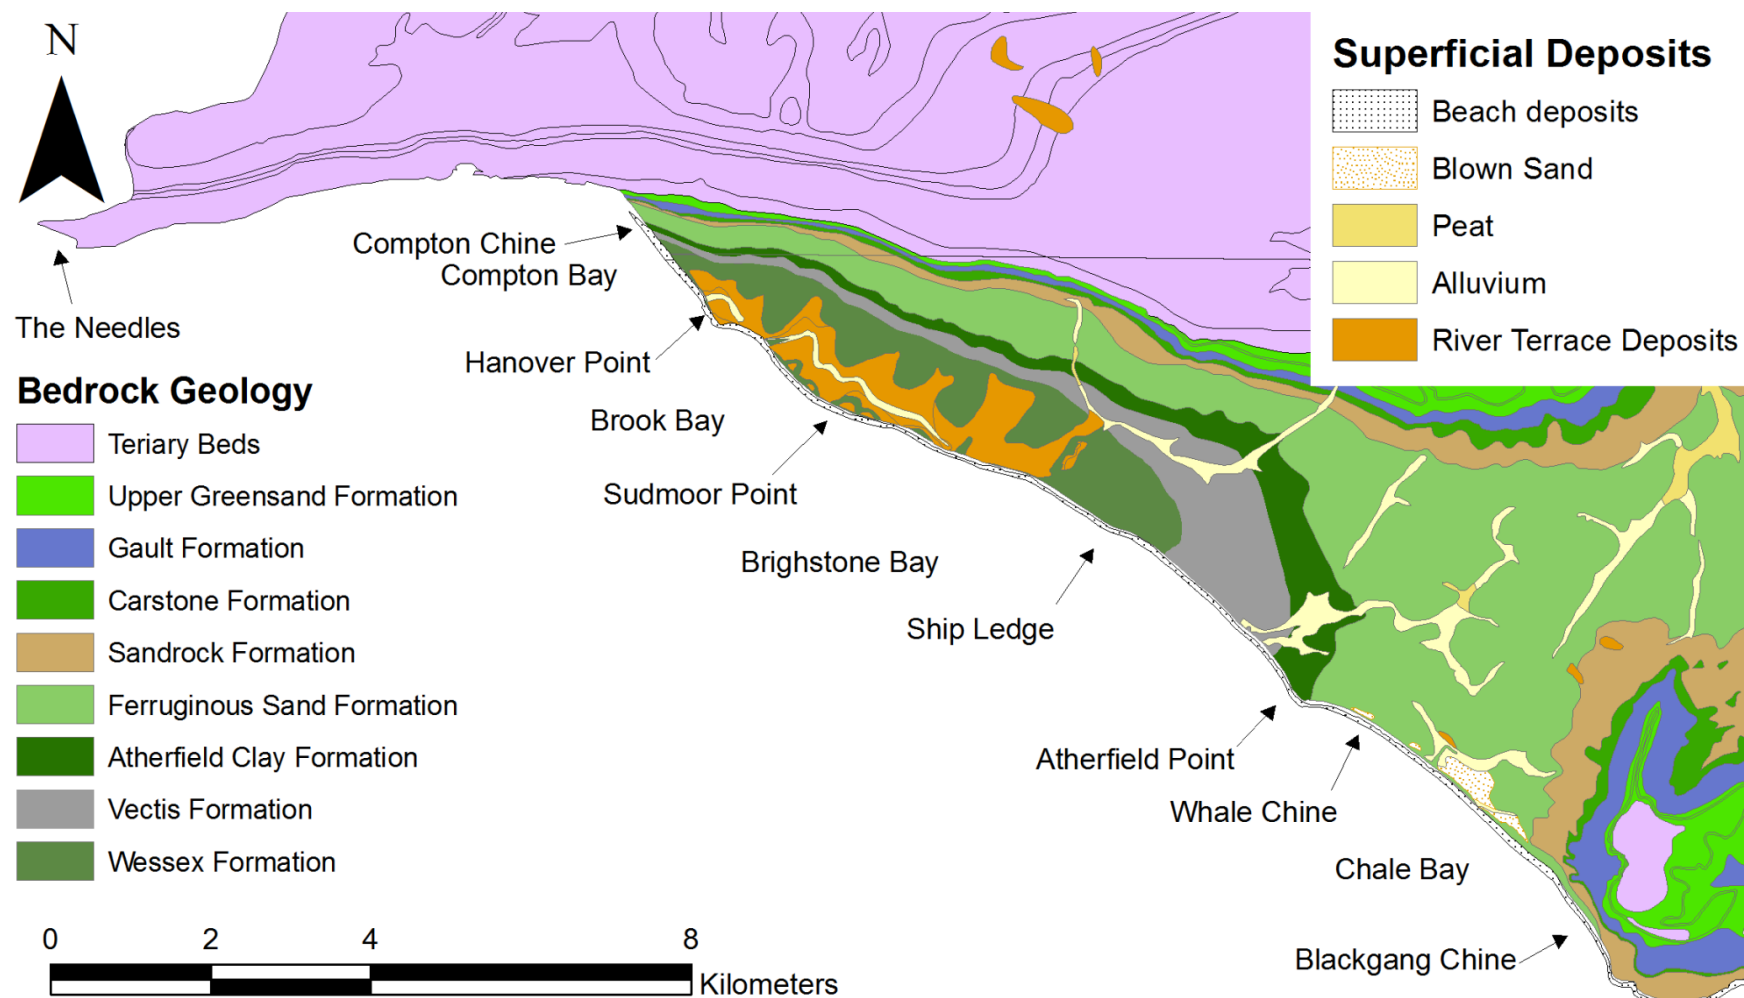 N
Superficial Deposits
Beach deposits
Blown Sand
Peat
Alluvium
River Terrace Deposits
Compton Chine
Compton Bay
The Needles
Hanover Point
Bedrock Geology
Teriary Beds
Upper Greensand Formation
Gault Formation
Carstone Formation
Sandrock Formation
Ferruginous Sand Formation
Atherfield Clay Formation
Vectis Formation
Wessex Formation
Brook Bay
Sudmoor Point
Brighstone Bay
Ship Ledge
Atherfield Point
Whale Chine
Chale Bay
Blackgang Chine
0 2 4 8
Kilometers